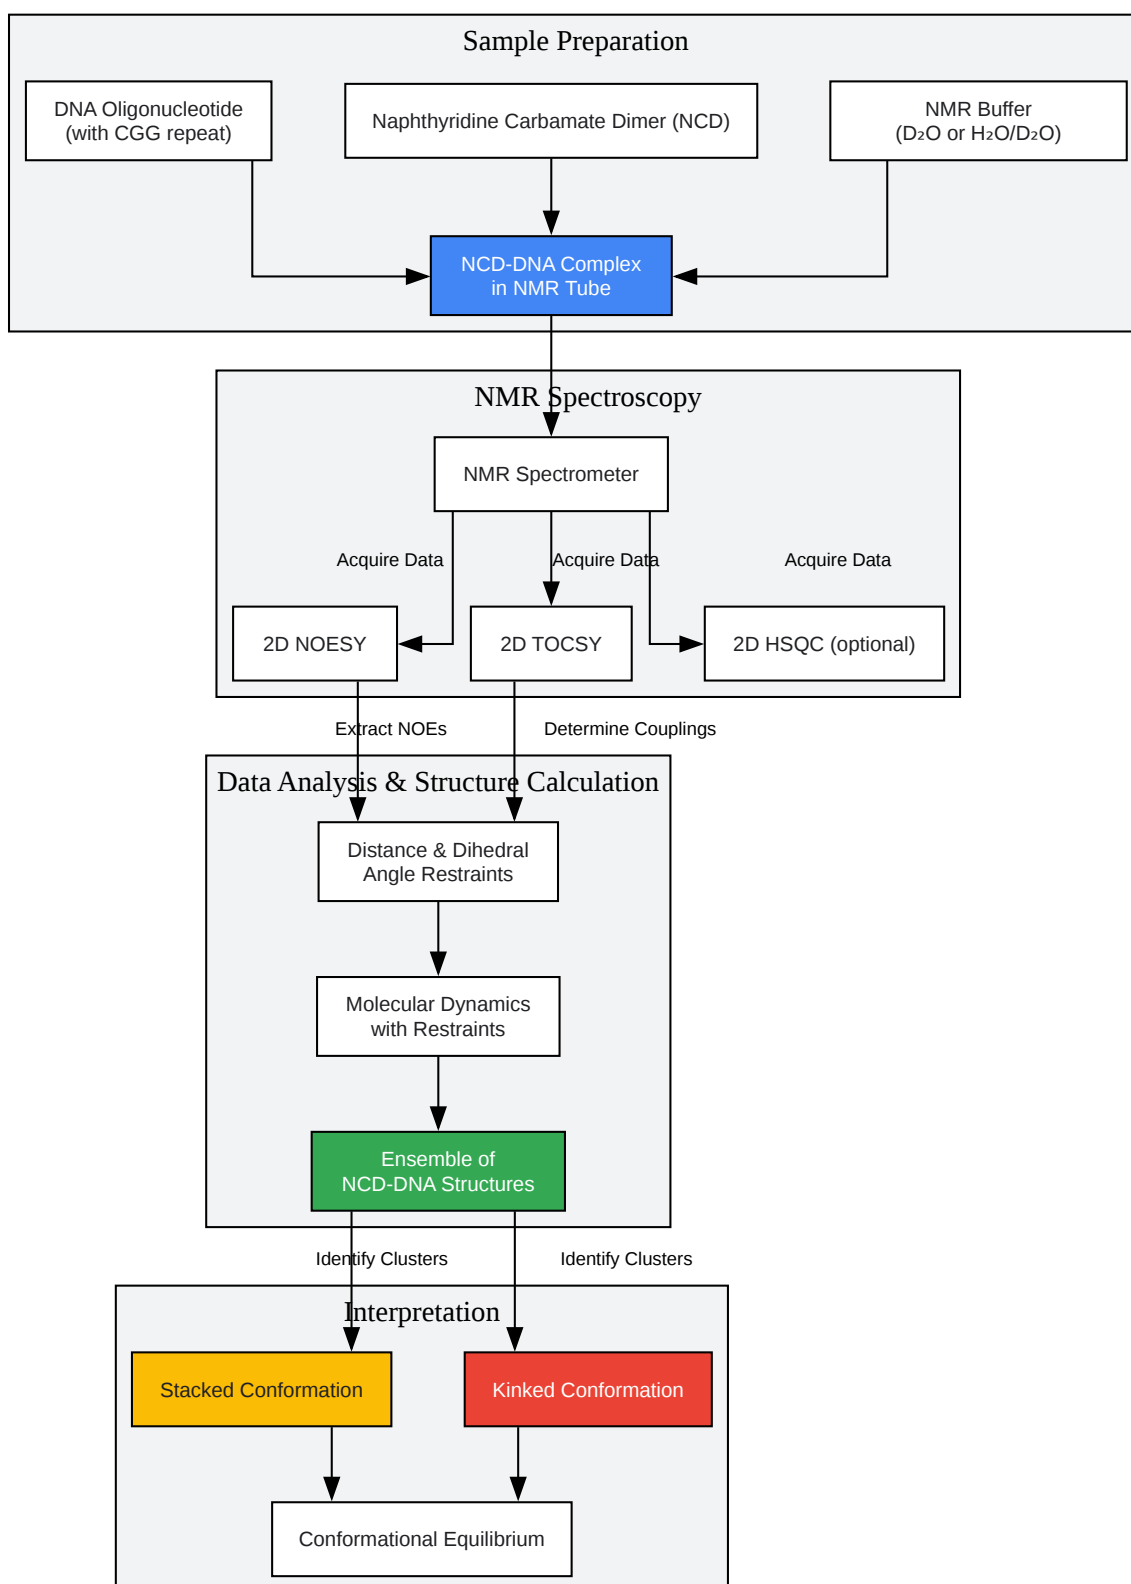 Sample Preparation
DNA Oligonucleotide
(with CGG repeat)
Naphthyridine Carbamate Dimer (NCD)
NMR Buffer
(D₂O or H₂O/D₂O)
NCD-DNA Complex
in NMR Tube
NMR Spectroscopy
NMR Spectrometer
Acquire Data
Acquire Data
Acquire Data
2D NOESY
2D TOCSY
2D HSQC (optional)
Extract NOEs
Determine Couplings
Data Analysis & Structure Calculation
Distance & Dihedral
Angle Restraints
Molecular Dynamics
with Restraints
Ensemble of
NCD-DNA Structures
Identify Clusters
Identify Clusters
Interpretation
Stacked Conformation
Kinked Conformation
Conformational Equilibrium